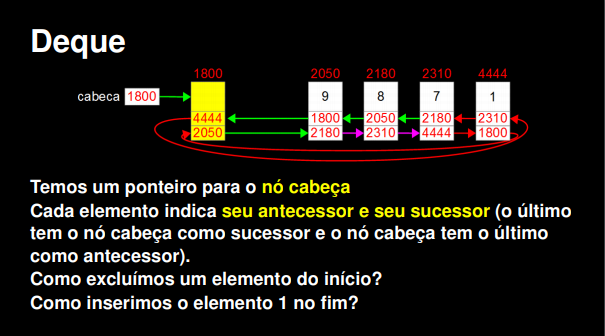 Deque
1800 2050 2180 2310 4444
cabeca 1800 9 8 7 1
4444 1800 2050 2180 2310
2050 2180 2310 4444 1800
Temos um ponteiro para o nó cabeça
Cada elemento indica seu antecessor e seu sucessor (o último
tem o nó cabeça como sucessor e o nó cabeça tem o último
como antecessor).
Como excluímos um elemento do início?
Como inserimos o elemento 1 no fim?